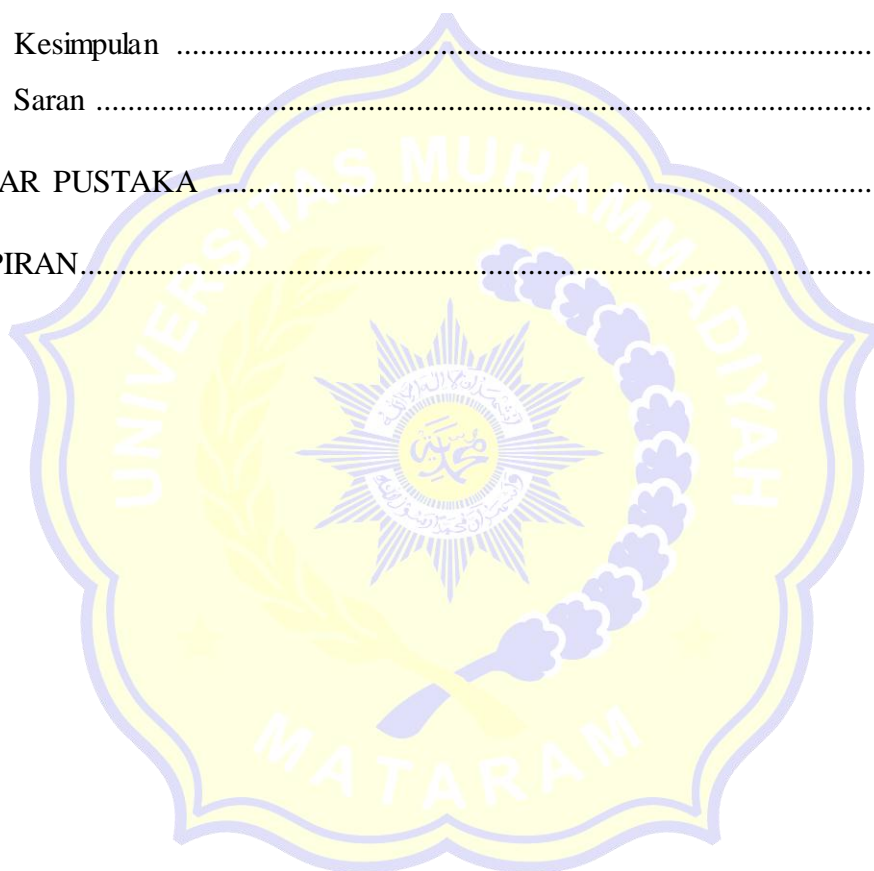 Kesimpulan ........................................................................................
Saran ..................................................................................................
AR PUSTAKA ...................................................................................
PIRAN....................................................................................................
UNIVERSITAS MUHAMMADIYAH
MATARAM